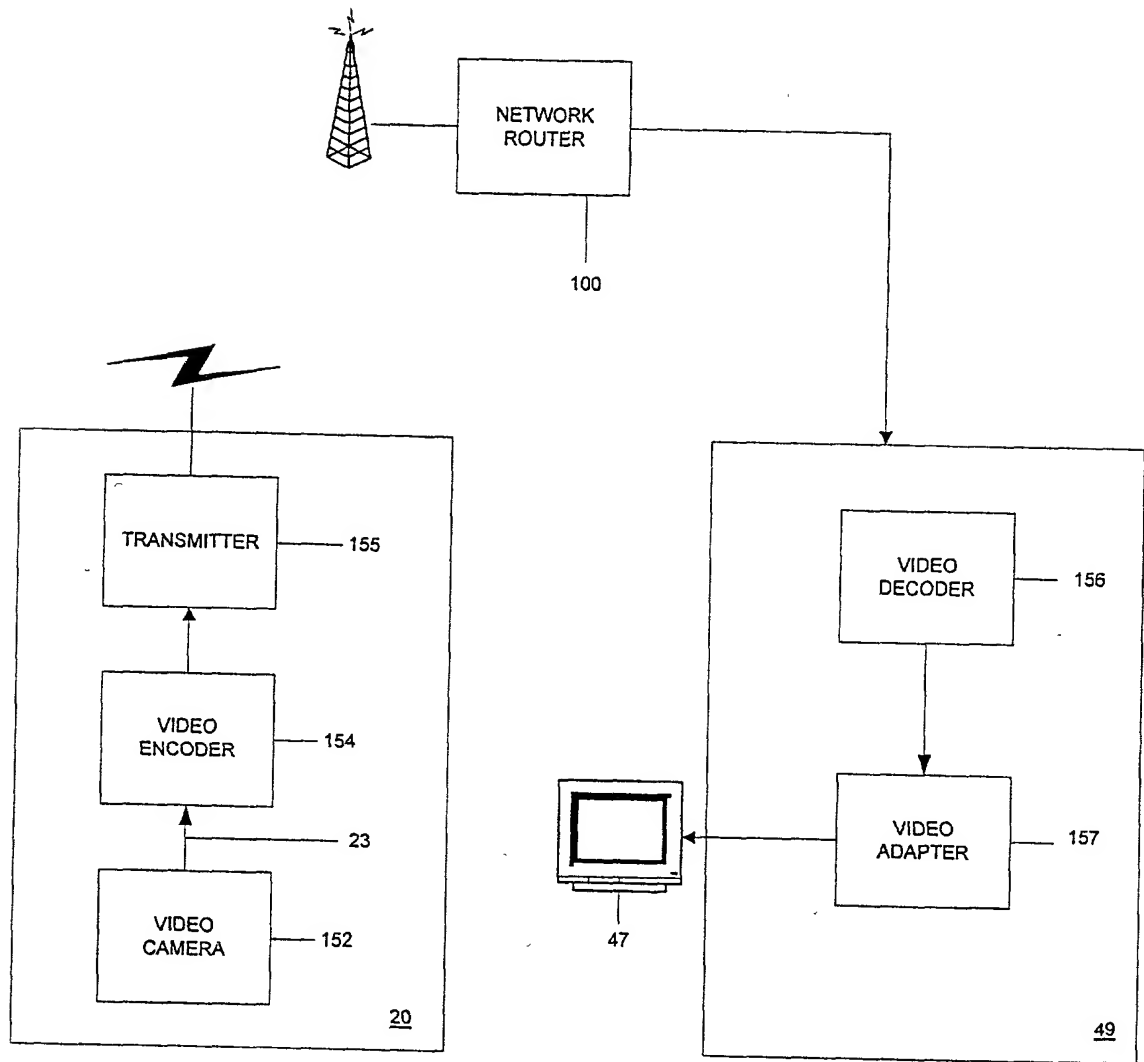 NETWORK
ROUTER
100
TRANSMITTER
155
VIDEO
ENCODER
154
23
VIDEO
CAMERA
152
20
VIDEO
DECODER
156
VIDEO
ADAPTER
157
47
49